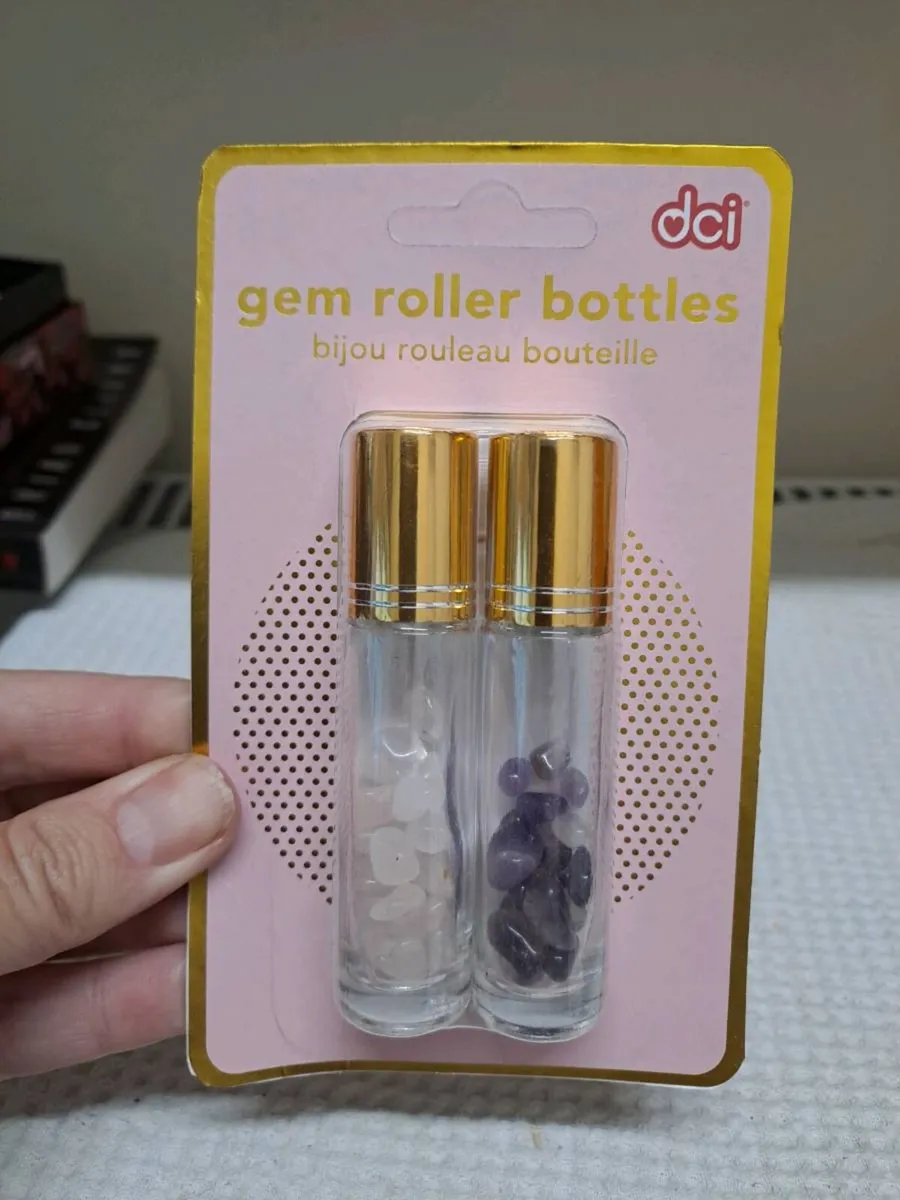 dci
gem roller bottles
bijou rouleau bouteille